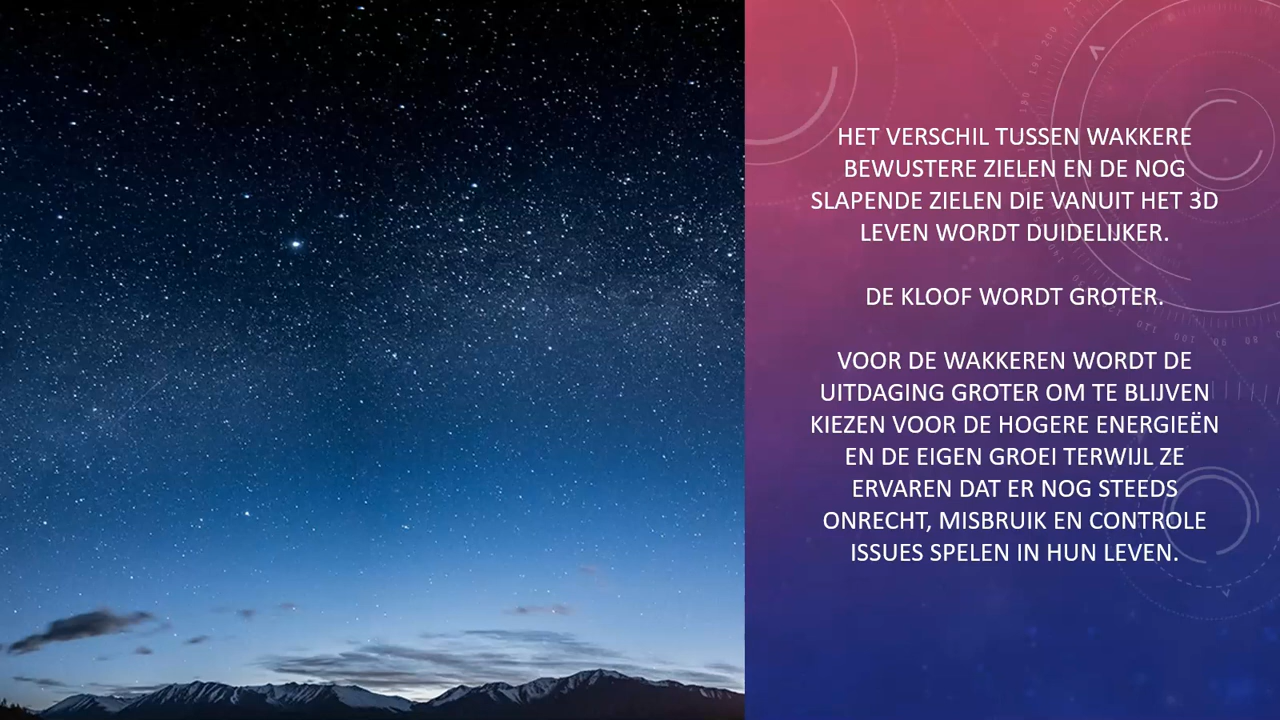 HET VERSCHIL TUSSEN WAKKERE
BEWUSTERE ZIELEN EN DE NOG
SLAPENDE ZIELEN DIE VANUIT HET 3D
LEVEN WORDT DUIDELIJKER.
DE KLOOF WORDT GROTER.
VOOR DE WAKKEREN WORDT DE
UITDAGING GROTER OM TE BLIJVEN
KIEZEN VOOR DE HOGERE ENERGIEËN
EN DE EIGEN GROEI TERWIJL ZE
ERVAREN DAT ER NOG STEEDS
ONRECHT, MISBRUIK EN CONTROLE
ISSUES SPELEN IN HUN LEVEN.